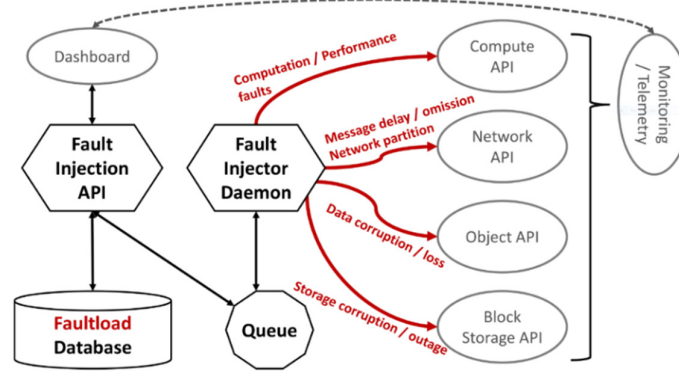 Dashboard
Fault
Injection
API
Faultload
Database
Fault
Injector
Daemon
Queue
Computation / Performance
faults
Message delay / omission
Network partition
Data corruption / loss
Storage corruption / outage
Compute
API
Network
API
Object API
Block
Storage API
Monitoring
/ Telemetry